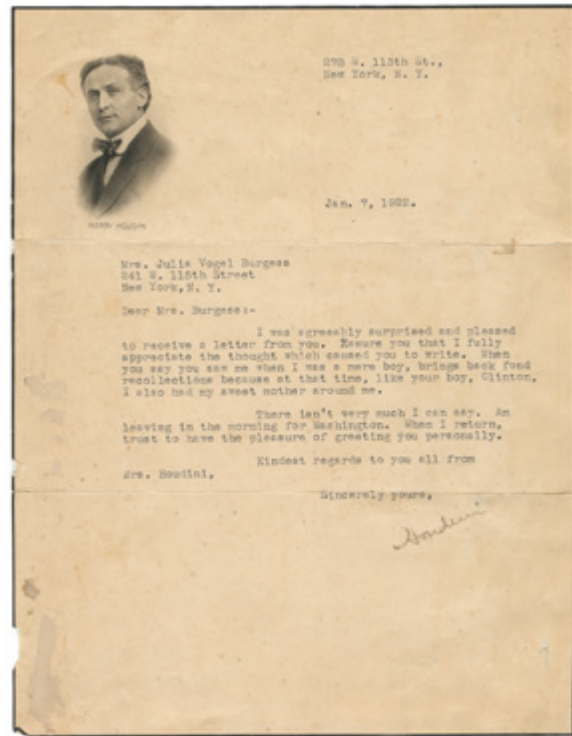 HARRY HOUDINI
278 W. 113th St.,
New York, N. Y.
Jan. 7, 1922.
Mrs. Julia Vogel Burgess
241 W. 113th Street
New York, N. Y.
Dear Mrs. Burgess:-
I was agreeably surprised and pleased
to receive a letter from you. Assure you that I fully
appreciate the thought which caused you to write. When
you say you saw me when I was a mere boy, brings back fond
recollections because at that time, like your boy, Clinton,
I also had my sweet mother around me.
There isn't very much I can say. Am
leaving in the morning for Washington. When I return,
trust to have the pleasure of greeting you personally.
Kindest regards to you all from
Mrs. Houdini,
Sincerely yours,
Houdini